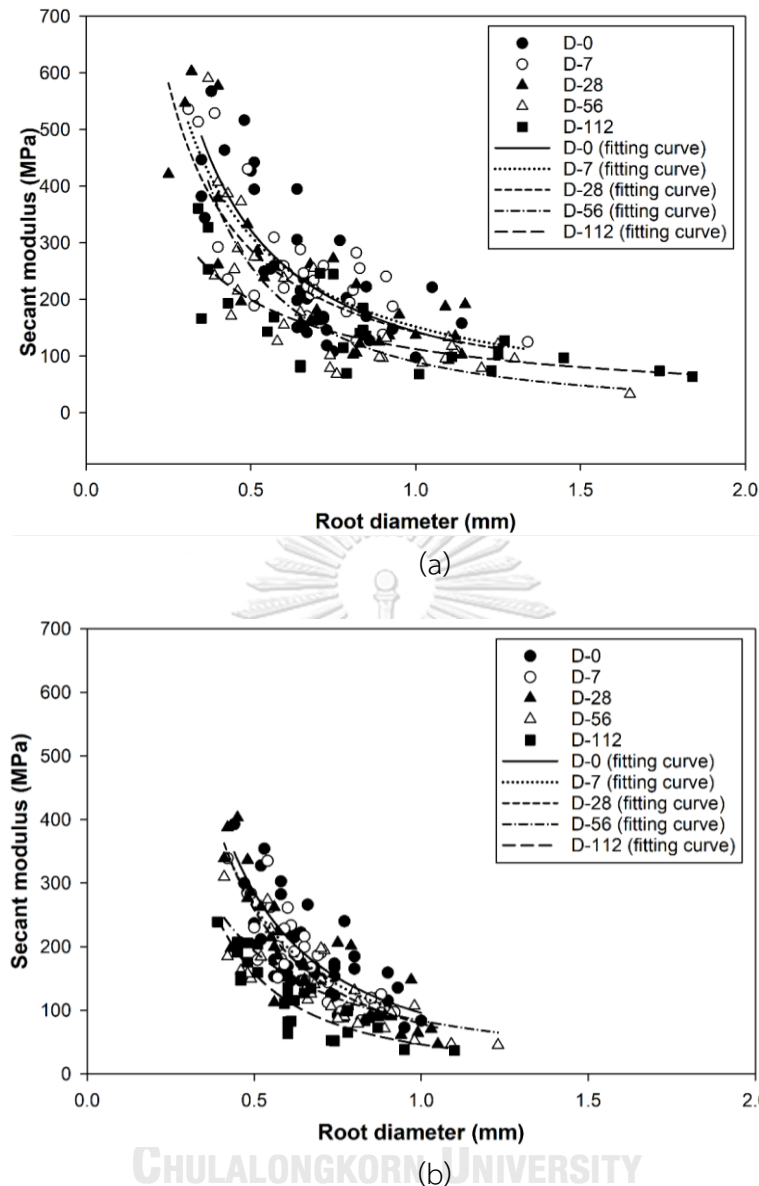 700
600
500
400
300
200
100
0
Secant modulus (MPa)
D-0
D-7
D-28
D-56
D-112
D-0 (fitting curve)
D-7 (fitting curve)
D-28 (fitting curve)
D-56 (fitting curve)
D-112 (fitting curve)
0.0 0.5 1.0 1.5 2.0
Root diameter (mm)
(a)
700
600
500
400
300
200
100
0
Secant modulus (MPa)
D-0
D-7
D-28
D-56
D-112
D-0 (fitting curve)
D-7 (fitting curve)
D-28 (fitting curve)
D-56 (fitting curve)
D-112 (fitting curve)
0.0 0.5 1.0 1.5 2.0
Root diameter (mm)
CHULALONGKORN UNIVERSITY
(b)